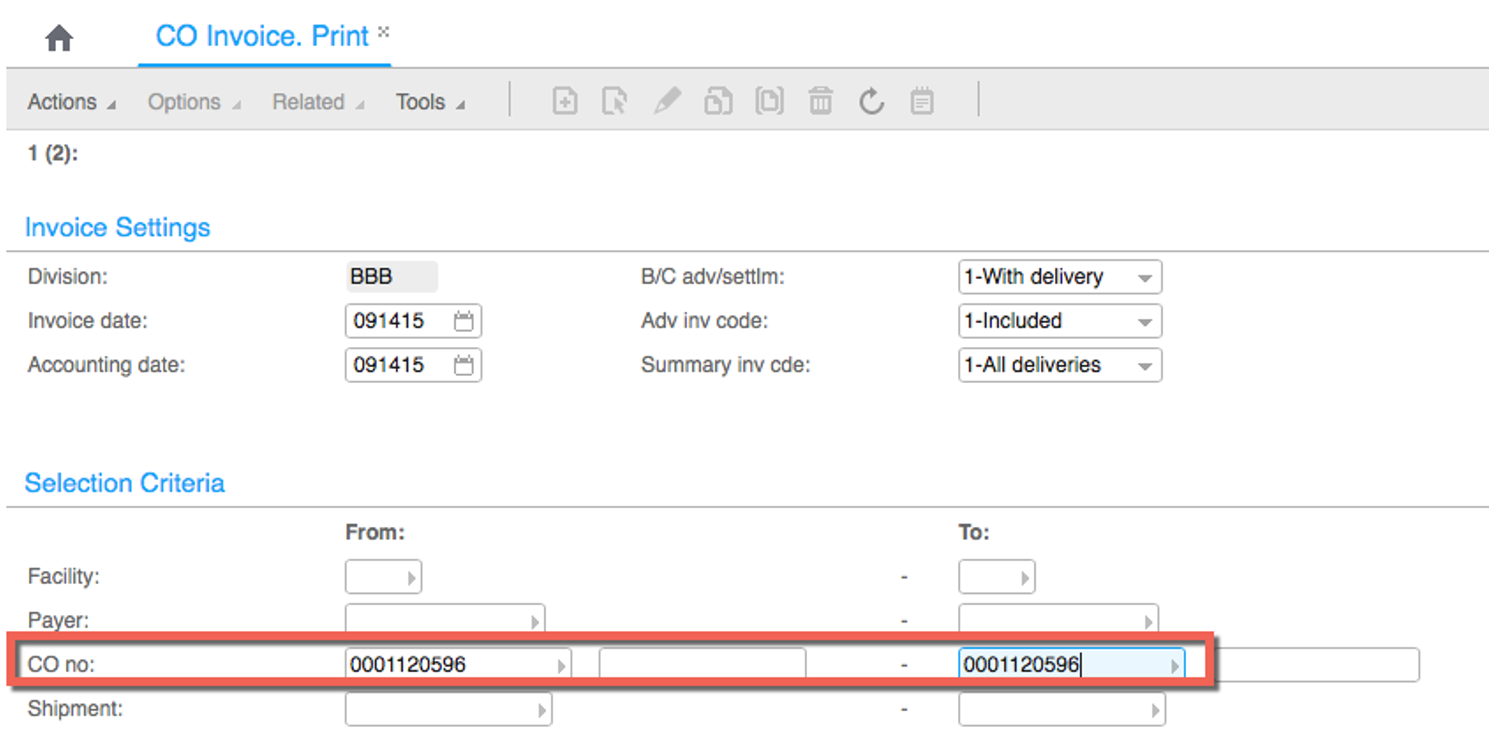 CO Invoice. Print
Actions Options Related Tools
1 (2):
Invoice Settings
Division: BBB B/C adv/settlm: 1-With delivery
Invoice date: 091415 Adv inv code: 1-Included
Accounting date: 091415 Summary inv cde: 1-All deliveries
Selection Criteria
From: To:
Facility: -
Payer: -
CO no: 0001120596 - 0001120596
Shipment: -